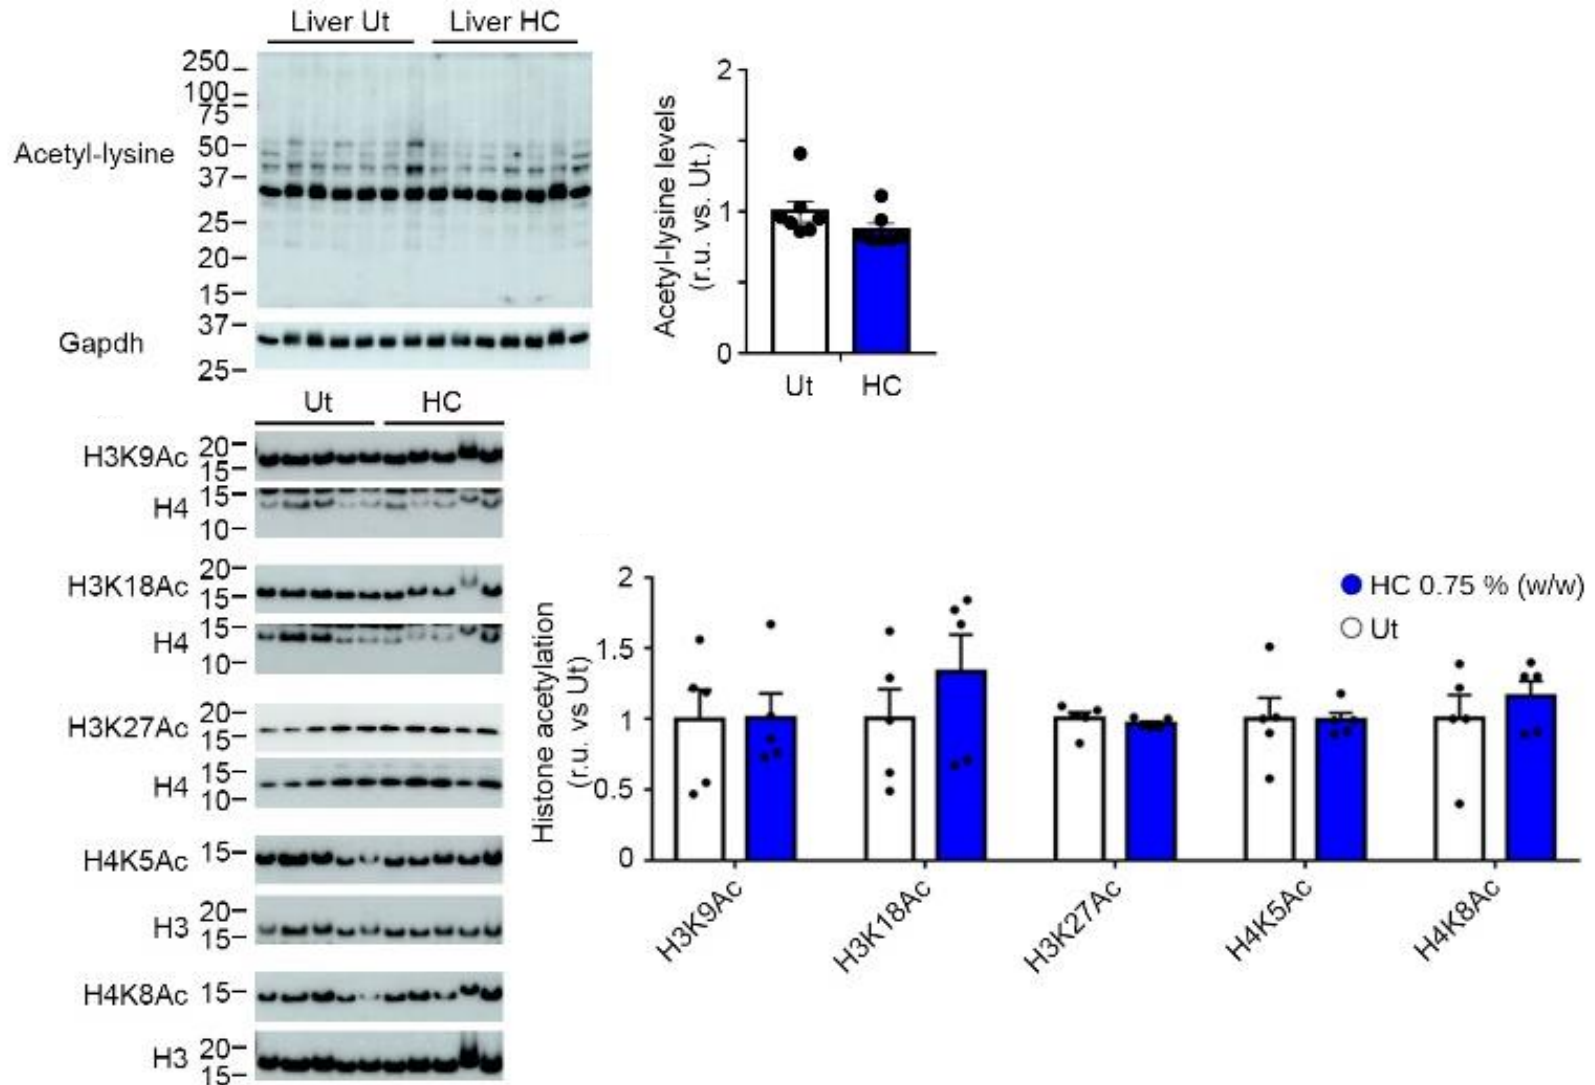 Liver Ut Liver HC
Acetyl-lysine
250
100
75
50
37
25
20
15
Gapdh
37
25
2
1
0
Acetyl-lysine levels
(r.u. vs. Ut.)
Ut HC
Ut HC
H3K9Ac 20
15
H4 15
10
H3K18Ac 20
15
H4 15
10
H3K27Ac 20
15
H4 15
10
H4K5Ac 15
H3 20
15
H4K8Ac 15
H3 20
15
Histone acetylation
(r.u. vs Ut)
2
1.5
1
0.5
0
HC 0.75 % (w/w)
Ut
H3K9Ac
H3K18Ac
H3K27Ac
H4K5Ac
H4K8Ac